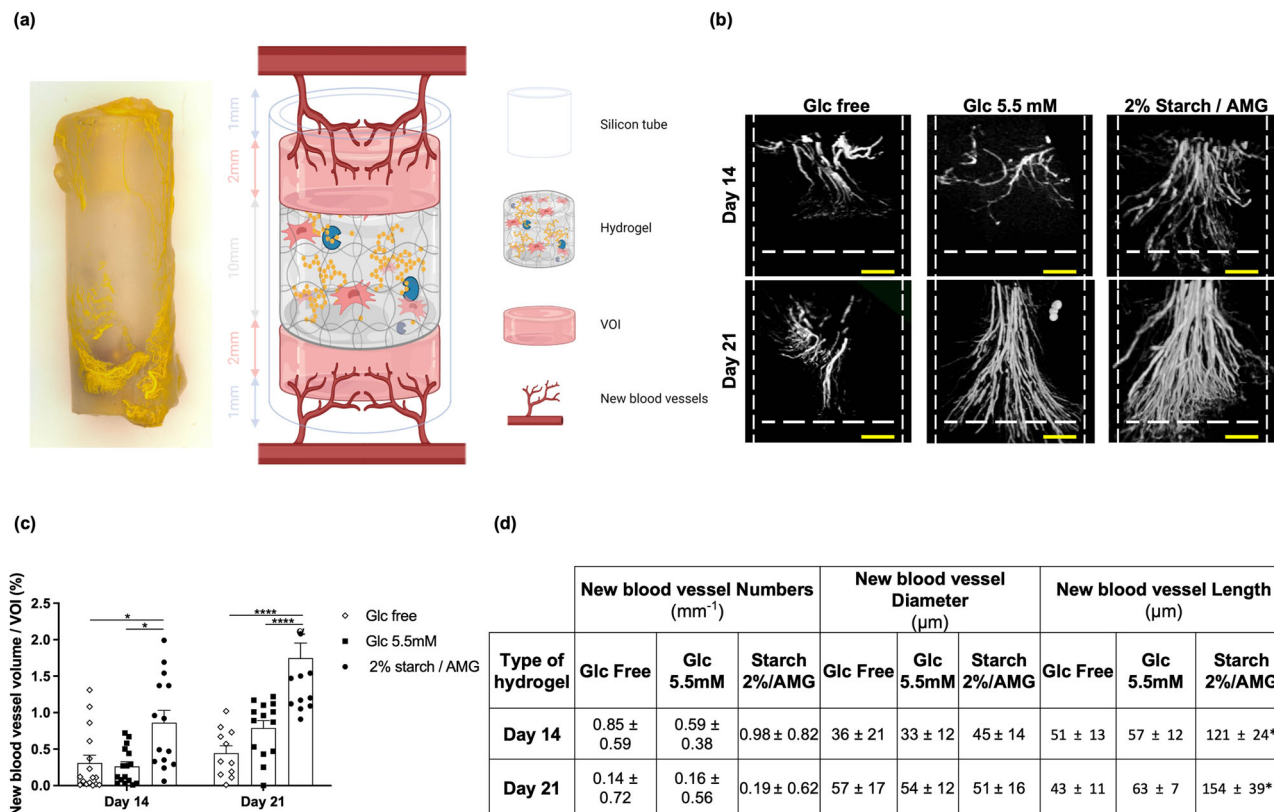 (a)
1mm
2mm
10mm
2mm
1mm
Silicon tube
Hydrogel
VOI
New blood vessels
(b)
Glc free Glc 5.5 mM 2% Starch / AMG
Day 14
Day 21
(c)
New blood vessel volume / VOI (%)
2.5
2.0
1.5
1.0
0.5
0.0
* **** 
* ****
Day 14 Day 21
Glc free
Glc 5.5mM
2% starch / AMG
(d)
New blood vessel Numbers New blood vessel New blood vessel Length
(mm⁻¹) Diameter (µm)
(µm)
Type of Glc Free Glc Starch Glc Free Glc Starch Glc Free Glc Starch
hydrogel 5.5mM 2%/AMG 5.5mM 2%/AMG 5.5mM 2%/AMG
Day 14 0.85 ± 0.59 ± 0.98 ± 0.82 36 ± 21 33 ± 12 45 ± 14 51 ± 13 57 ± 12 121 ± 24*
0.59 0.38
Day 21 0.14 ± 0.16 ± 0.19 ± 0.62 57 ± 17 54 ± 12 51 ± 16 43 ± 11 63 ± 7 154 ± 39*
0.72 0.56